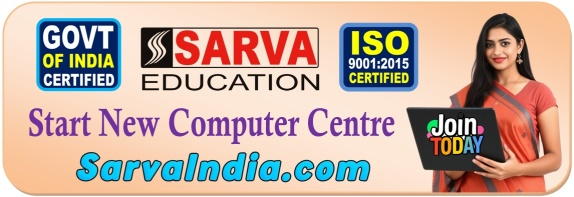 GOVT
OF INDIA
CERTIFIED
SARVA
EDUCATION
ISO
9001:2015
CERTIFIED
Start New Computer Centre
SarvaIndia.com
Join
TODAY